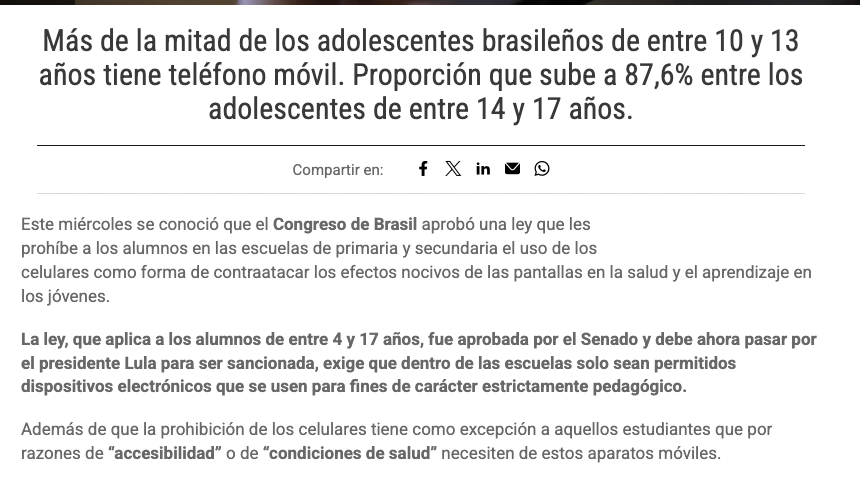 Más de la mitad de los adolescentes brasileños de entre 10 y 13
años tiene teléfono móvil. Proporción que sube a 87,6% entre los
adolescentes de entre 14 y 17 años.
Compartir en:
Este miércoles se conoció que el Congreso de Brasil aprobó una ley que les
prohíbe a los alumnos en las escuelas de primaria y secundaria el uso de los
celulares como forma de contraatacar los efectos nocivos de las pantallas en la salud y el aprendizaje en
los jóvenes.
La ley, que aplica a los alumnos de entre 4 y 17 años, fue aprobada por el Senado y debe ahora pasar por
el presidente Lula para ser sancionada, exige que dentro de las escuelas solo sean permitidos
dispositivos electrónicos que se usen para fines de carácter estrictamente pedagógico.
Además de que la prohibición de los celulares tiene como excepción a aquellos estudiantes que por
razones de “accesibilidad” o de “condiciones de salud” necesiten de estos aparatos móviles.